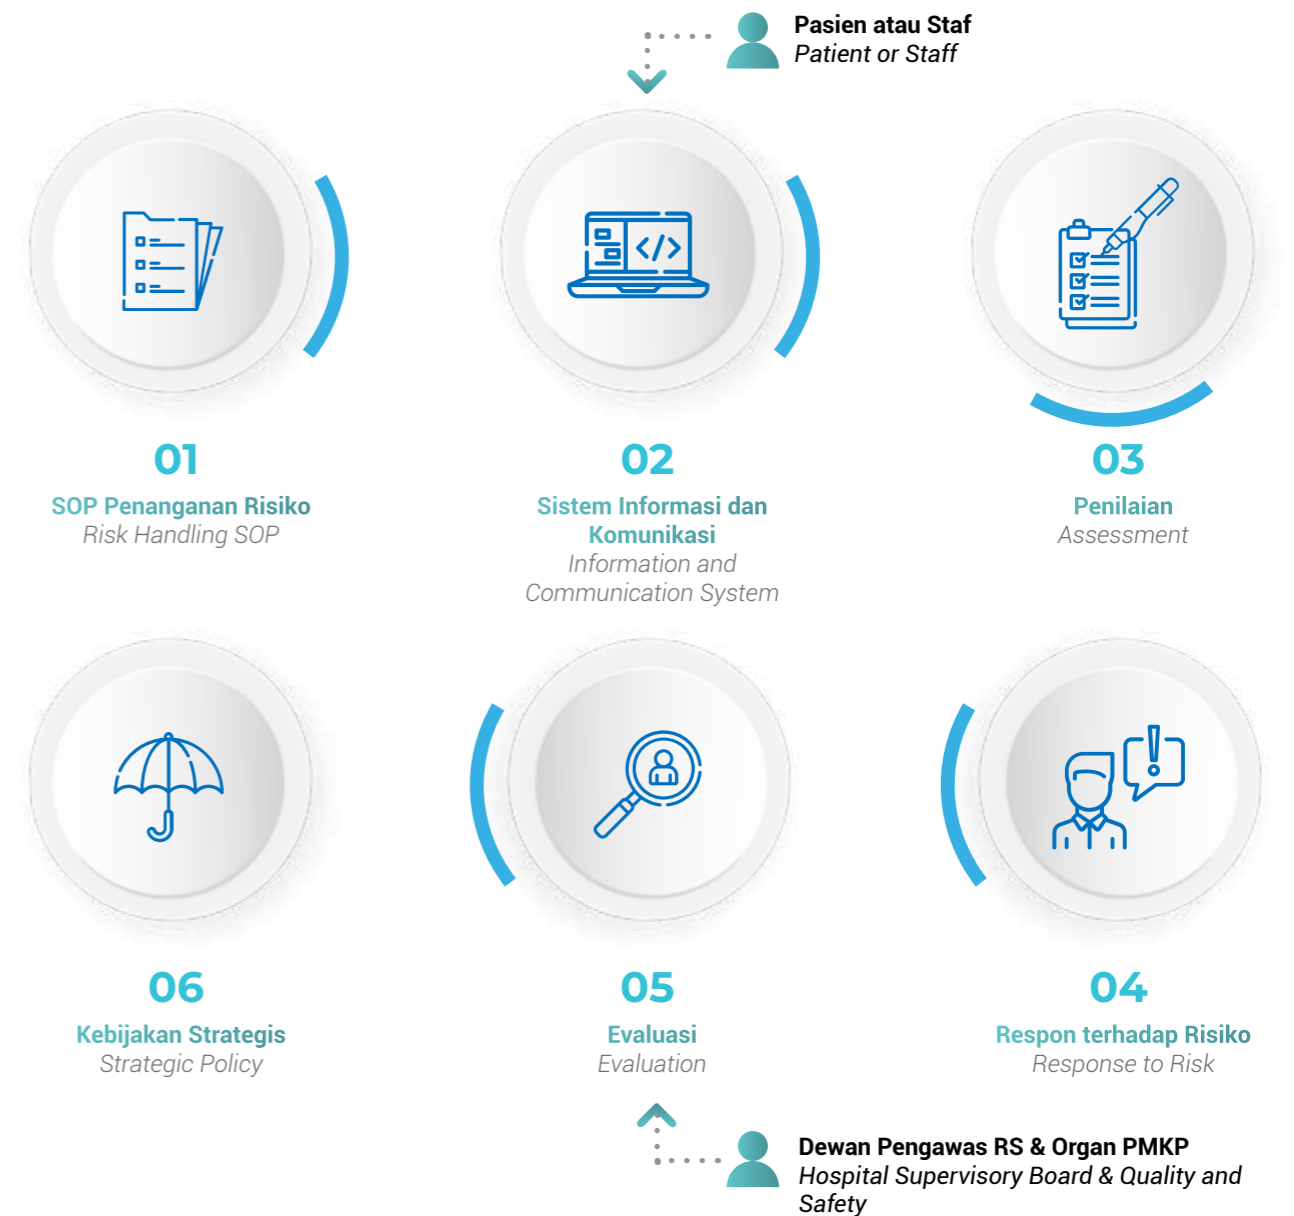 Pasien atau Staf
Patient or Staff
01
SOP Penanganan Risiko
Risk Handling SOP
02
Sistem Informasi dan
Komunikasi
Information and
Communication System
03
Penilaian
Assessment
06
Kebijakan Strategis
Strategic Policy
05
Evaluasi
Evaluation
04
Respon terhadap Risiko
Response to Risk
Dewan Pengawas RS & Organ PMKP
Hospital Supervisory Board & Quality and
Safety